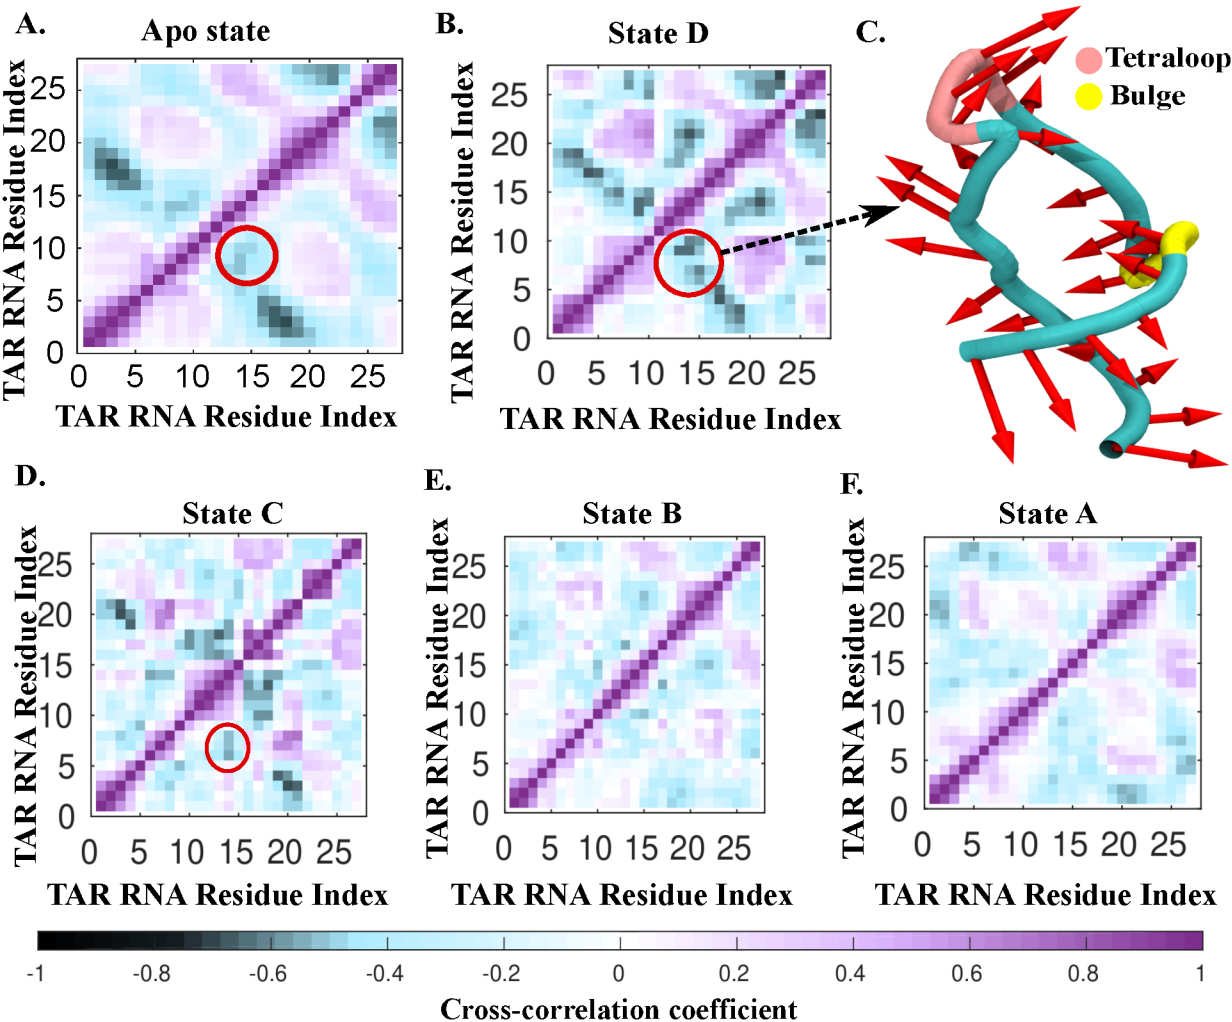 A.
Apo state
TAR RNA Residue Index
25
20
15
10
5
0
0 5 10 15 20 25
TAR RNA Residue Index
B.
State D
TAR RNA Residue Index
25
20
15
10
5
0
0 5 10 15 20 25
TAR RNA Residue Index
C.
Tetraloop
Bulge
D.
State C
TAR RNA Residue Index
25
20
15
10
5
0
0 5 10 15 20 25
TAR RNA Residue Index
E.
State B
TAR RNA Residue Index
25
20
15
10
5
0
0 5 10 15 20 25
TAR RNA Residue Index
F.
State A
TAR RNA Residue Index
25
20
15
10
5
0
0 5 10 15 20 25
TAR RNA Residue Index
-1 -0.8 -0.6 -0.4 -0.2 0 0.2 0.4 0.6 0.8 1
Cross-correlation coefficient